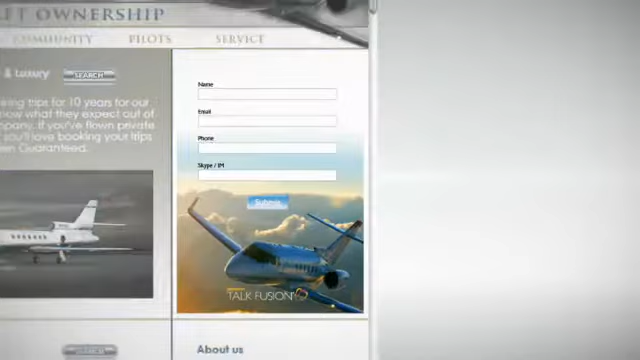 FT OWNERSHIP
COMMUNITY PILOTS SERVICE
& Luxury SEARCH
trips for 10 years for our
now what they expect out of
If you've flown private
you'll love booking your trips
Guaranteed.
Name
Email
Phone
Skype / IM
Submit
TALK FUSION
SEARCH
About us